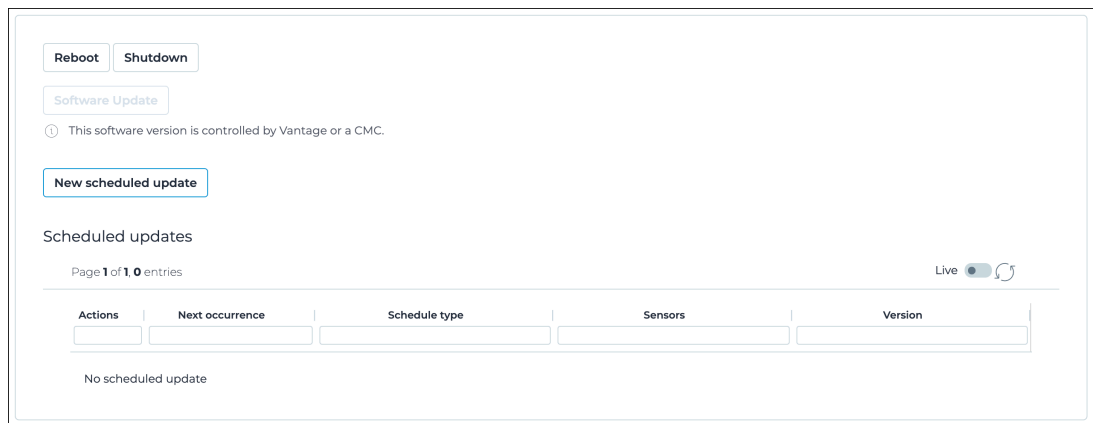 Reboot Shutdown
Software Update
This software version is controlled by Vantage or a CMC.
New scheduled update
Scheduled updates
Page 1 of 1, 0 entries
Live
Actions Next occurrence Schedule type Sensors Version
No scheduled update